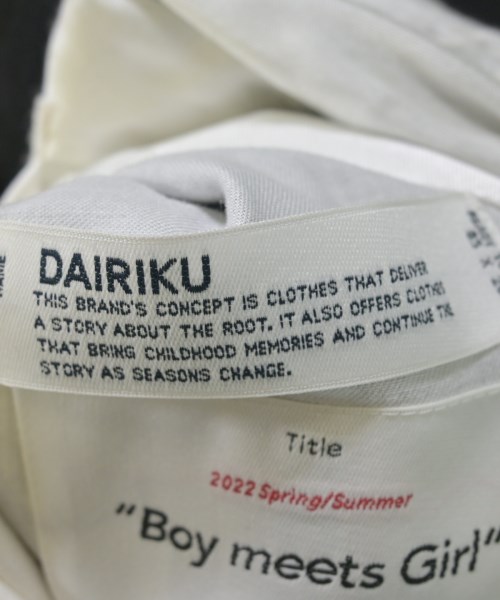 NAME
DAIRIKU
THIS BRAND'S CONCEPT IS CLOTHES THAT DELIVER
A STORY ABOUT THE ROOT. IT ALSO OFFERS CLOTHES
THAT BRING CHILDHOOD MEMORIES AND CONTINUE THE
STORY AS SEASONS CHANGE.
Title
2022 Spring/Summer
"Boy meets Girl"